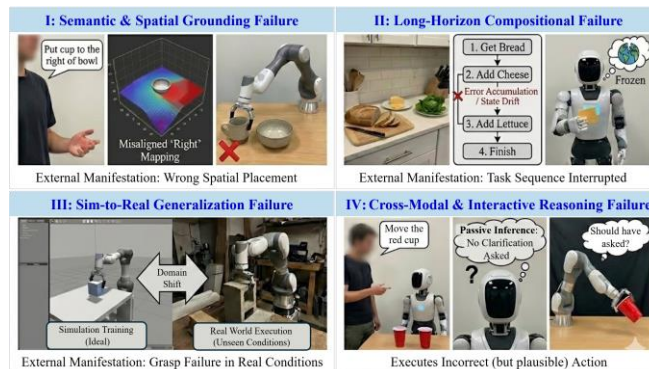 I: Semantic & Spatial Grounding Failure
Put cup to the
right of bowl
Misaligned 'Right'
Mapping
External Manifestation: Wrong Spatial Placement
II: Long-Horizon Compositional Failure
1. Get Bread
2. Add Cheese
Error Accumulation
/ State Drift
3. Add Lettuce
4. Finish
Frozen
External Manifestation: Task Sequence Interrupted
III: Sim-to-Real Generalization Failure
Domain
Shift
Simulation Training
(Ideal)
Real World Execution
(Unseen Conditions)
External Manifestation: Grasp Failure in Real Conditions
IV: Cross-Modal & Interactive Reasoning Failure
Move the
red cup
Passive Inference:
No Clarification
Asked
?
Should have
asked?
Executes Incorrect (but plausible) Action